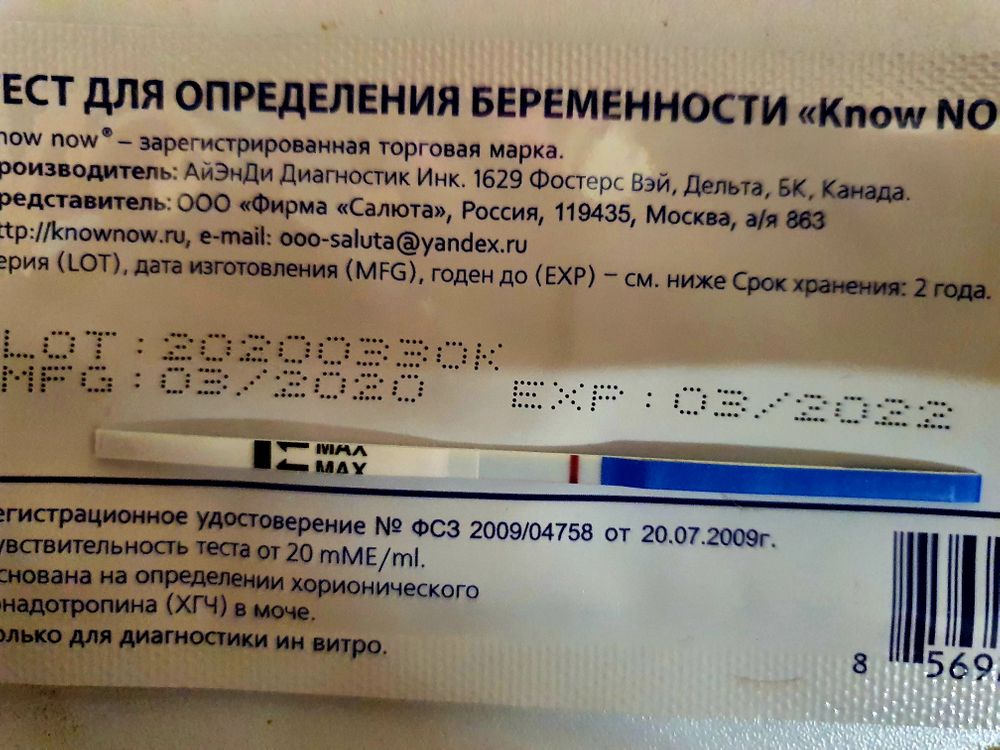 ЕСТ ДЛЯ ОПРЕДЕЛЕНИЯ БЕРЕМЕННОСТИ «Know NO
now now® – зарегистрированная торговая марка.
роизводитель: АйЭнДи Диагностик Инк. 1629 Фостерс Вэй, Дельта, БК, Канада.
редставитель: ООО «Фирма «Салюта», Россия, 119435, Москва, а/я 863
ttp://knownow.ru, e-mail: ooo-saluta@yandex.ru
ерия (LOT), дата изготовления (MFG), годен до (EXP) – см. ниже Срок хранения: 2 года.
LOT:20200330K
MFG:03/2020 EXP:03/2022
MAX
MAX
егистрационное удостоверение № ФСЗ 2009/04758 от 20.07.2009г.
увствительность теста от 20 mME/ml.
снована на определении хорионического
надотропина (ХГЧ) в моче.
олько для диагностики ин витро.
8 569